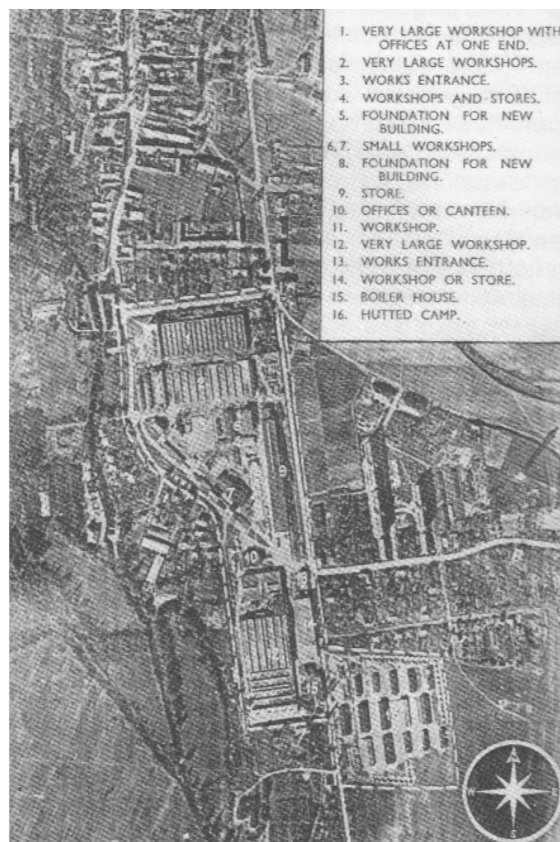 1. VERY LARGE WORKSHOP WITH
OFFICES AT ONE END.
2. VERY LARGE WORKSHOPS.
3. WORKS ENTRANCE.
4. WORKSHOPS AND STORES.
5. FOUNDATION FOR NEW
BUILDING.
6,7. SMALL WORKSHOPS.
8. FOUNDATION FOR NEW
BUILDING.
9. STORE.
10. OFFICES OR CANTEEN.
11. WORKSHOP.
12. VERY LARGE WORKSHOP.
13. WORKS ENTRANCE.
14. WORKSHOP OR STORE.
15. BOILER HOUSE.
16. HUTTED CAMP.
9
15
W
E
S